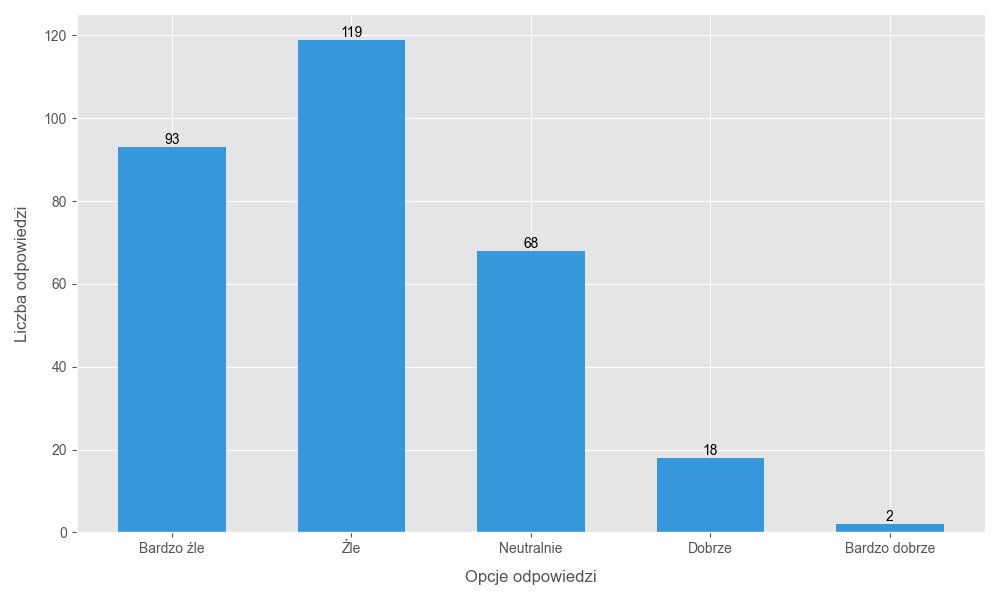 120
100
80
60
40
20
0
Liczba odpowiedzi
93
119
68
18
2
Bardzo źle
Źle
Neutralnie
Dobrze
Bardzo dobrze
Opcje odpowiedzi